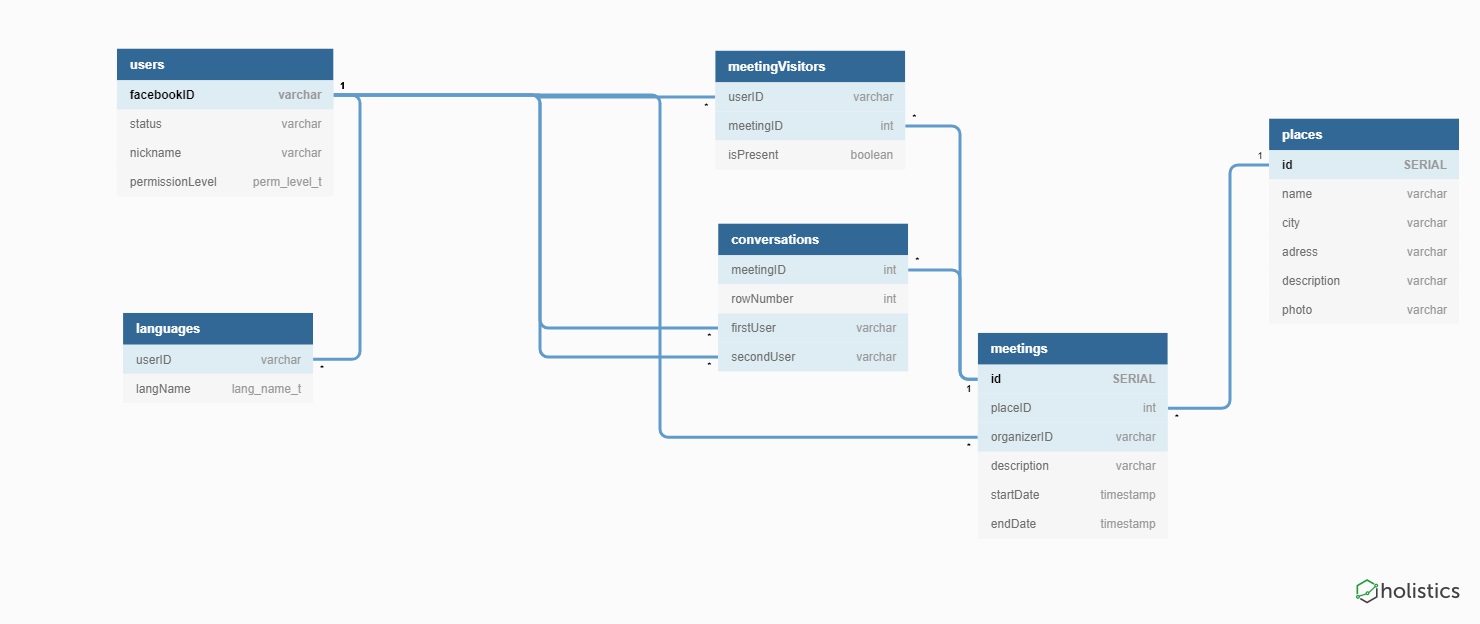 users
facebookID varchar
status varchar
nickname varchar
permissionLevel perm_level_t
1
*
languages
userID varchar
langName lang_name_t
*
meetingVisitors
userID varchar
meetingID int
isPresent boolean
*
*
conversations
meetingID int
rowNumber int
firstUser varchar
secondUser varchar
*
*
*
meetings
id SERIAL
placeID int
organizerID varchar
description varchar
startDate timestamp
endDate timestamp
1
*
*
places
id SERIAL
name varchar
city varchar
adress varchar
description varchar
photo varchar
1
holistics